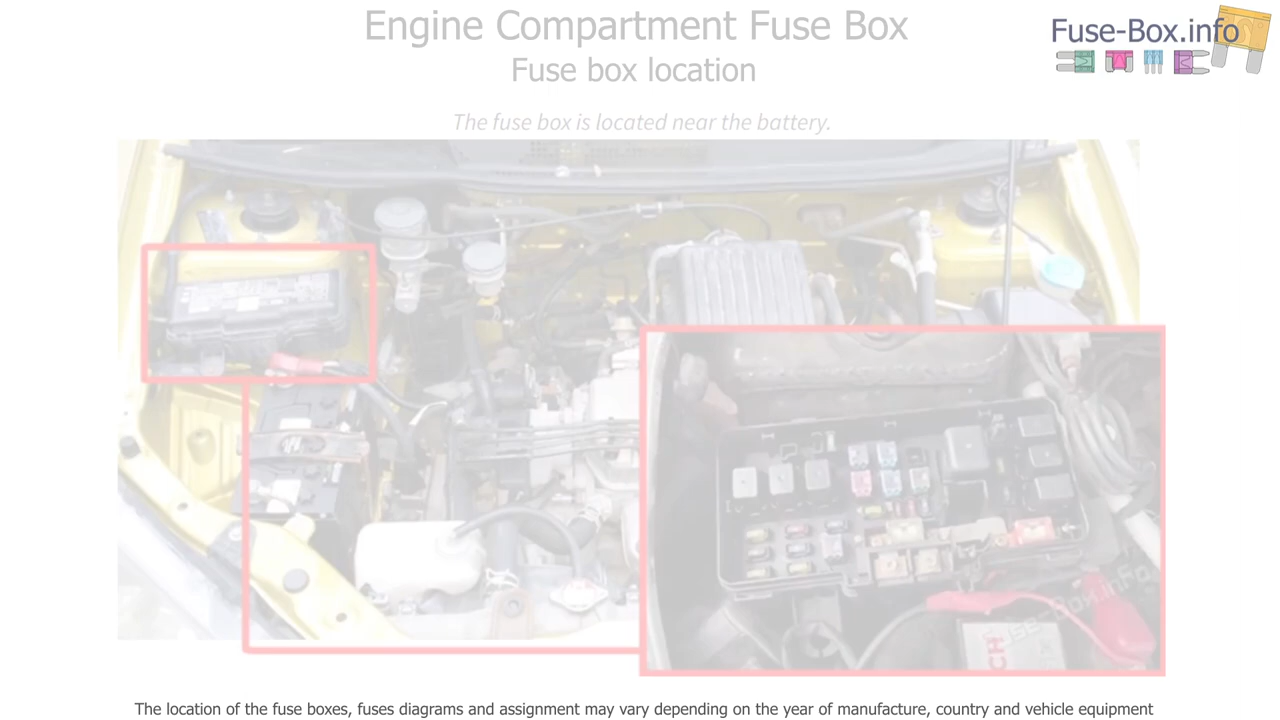 Engine Compartment Fuse Box
Fuse-Box.info
Fuse box location
The fuse box is located near the battery.
The location of the fuse boxes, fuses diagrams and assignment may vary depending on the year of manufacture, country and vehicle equipment